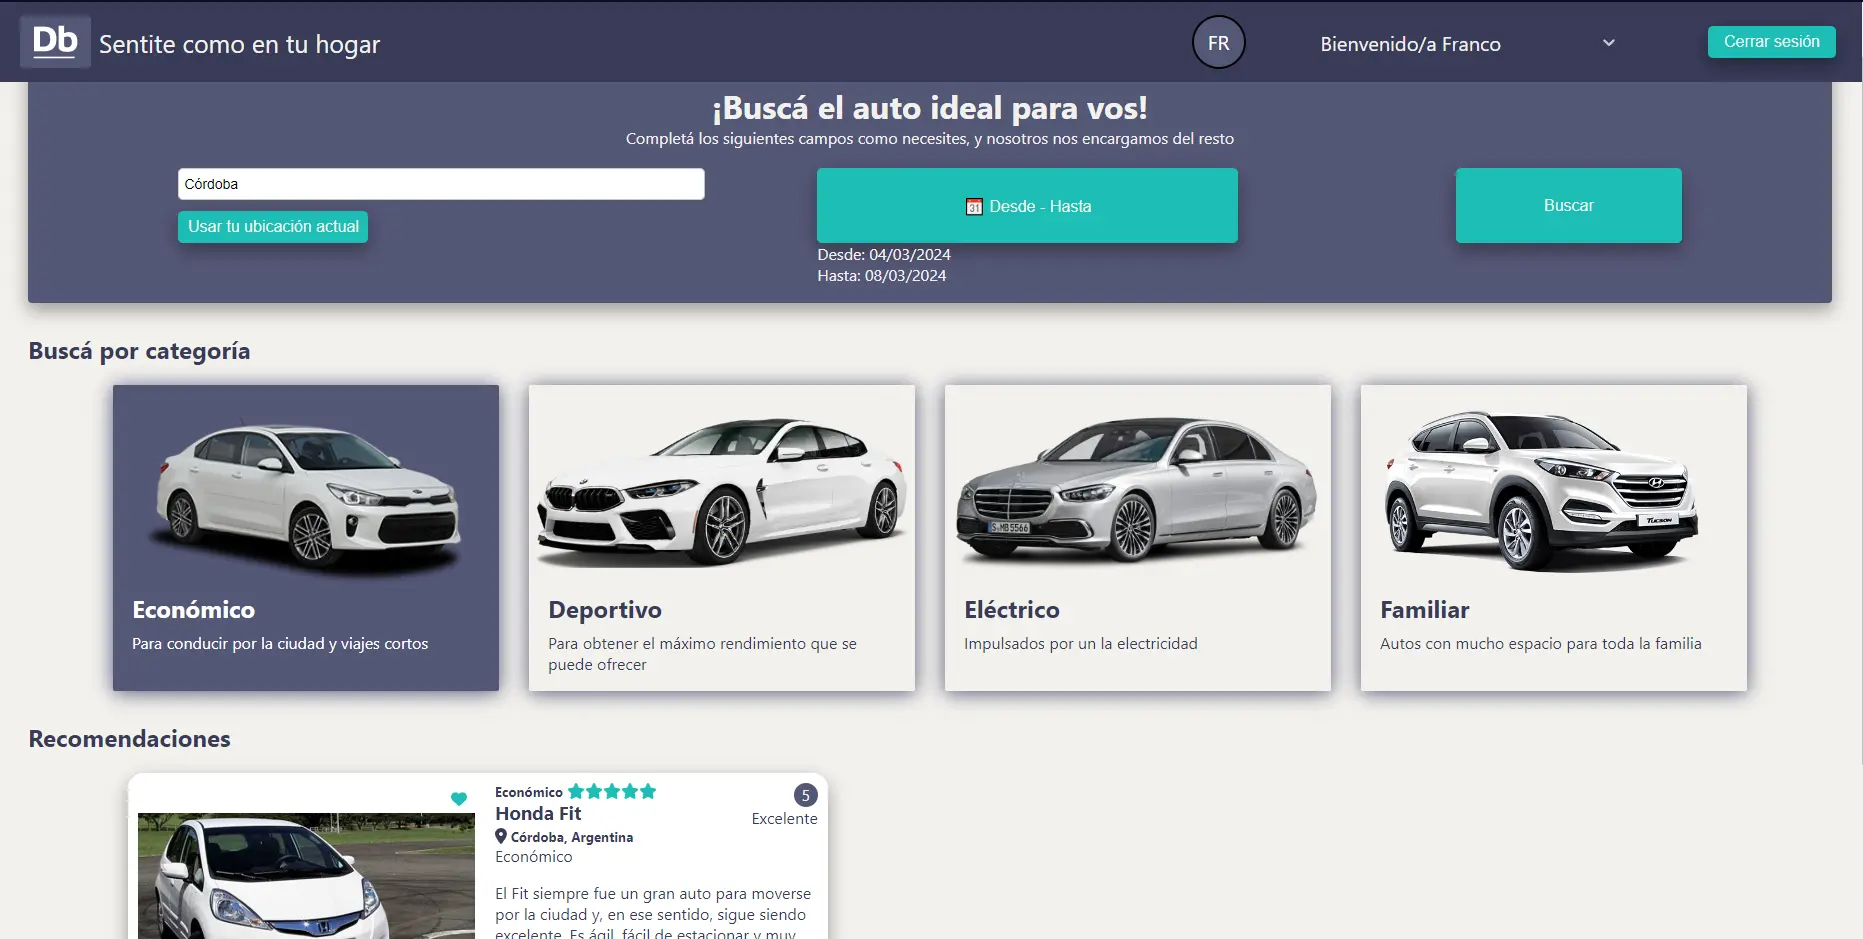 Db Sentite como en tu hogar
FR
Bienvenido/a Franco
Cerrar sesión
¡Buscá el auto ideal para vos!
Completá los siguientes campos como necesites, y nosotros nos encargamos del resto
Córdoba
Usar tu ubicación actual
31 Desde - Hasta
Desde: 04/03/2024
Hasta: 08/03/2024
Buscar
Buscá por categoría
S·MB5566
TUCSON
Económico
Para conducir por la ciudad y viajes cortos
Deportivo
Para obtener el máximo rendimiento que se
puede ofrecer
Eléctrico
Impulsados por un la electricidad
Familiar
Autos con mucho espacio para toda la familia
Recomendaciones
Económico
5
Honda Fit
Excelente
Córdoba, Argentina
Económico
El Fit siempre fue un gran auto para moverse
por la ciudad y, en ese sentido, sigue siendo
excelente. Es ágil, fácil de estacionar y muy